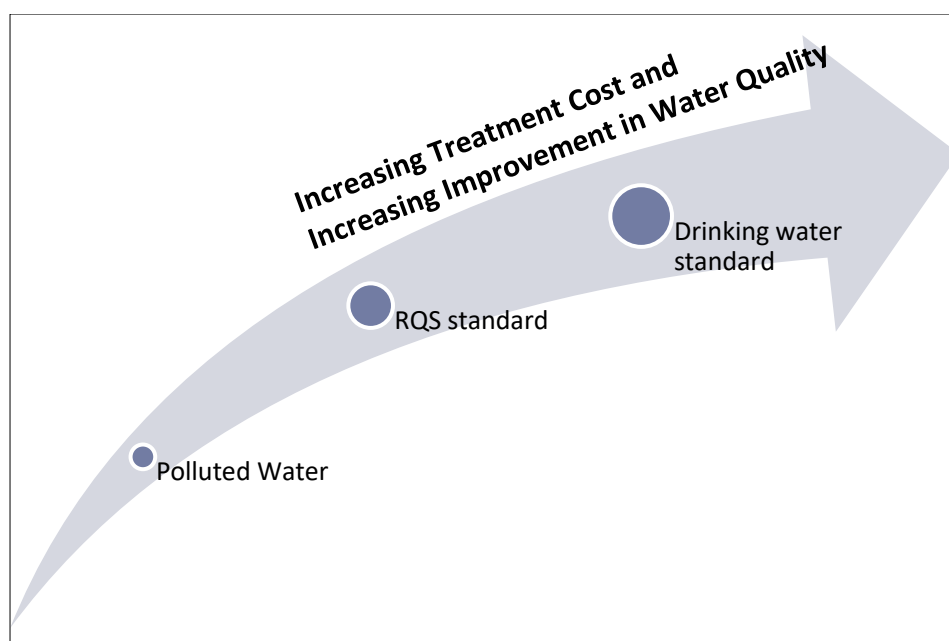 Increasing Treatment Cost and
Increasing Improvement in Water Quality
Drinking water
standard
RQS standard
Polluted Water